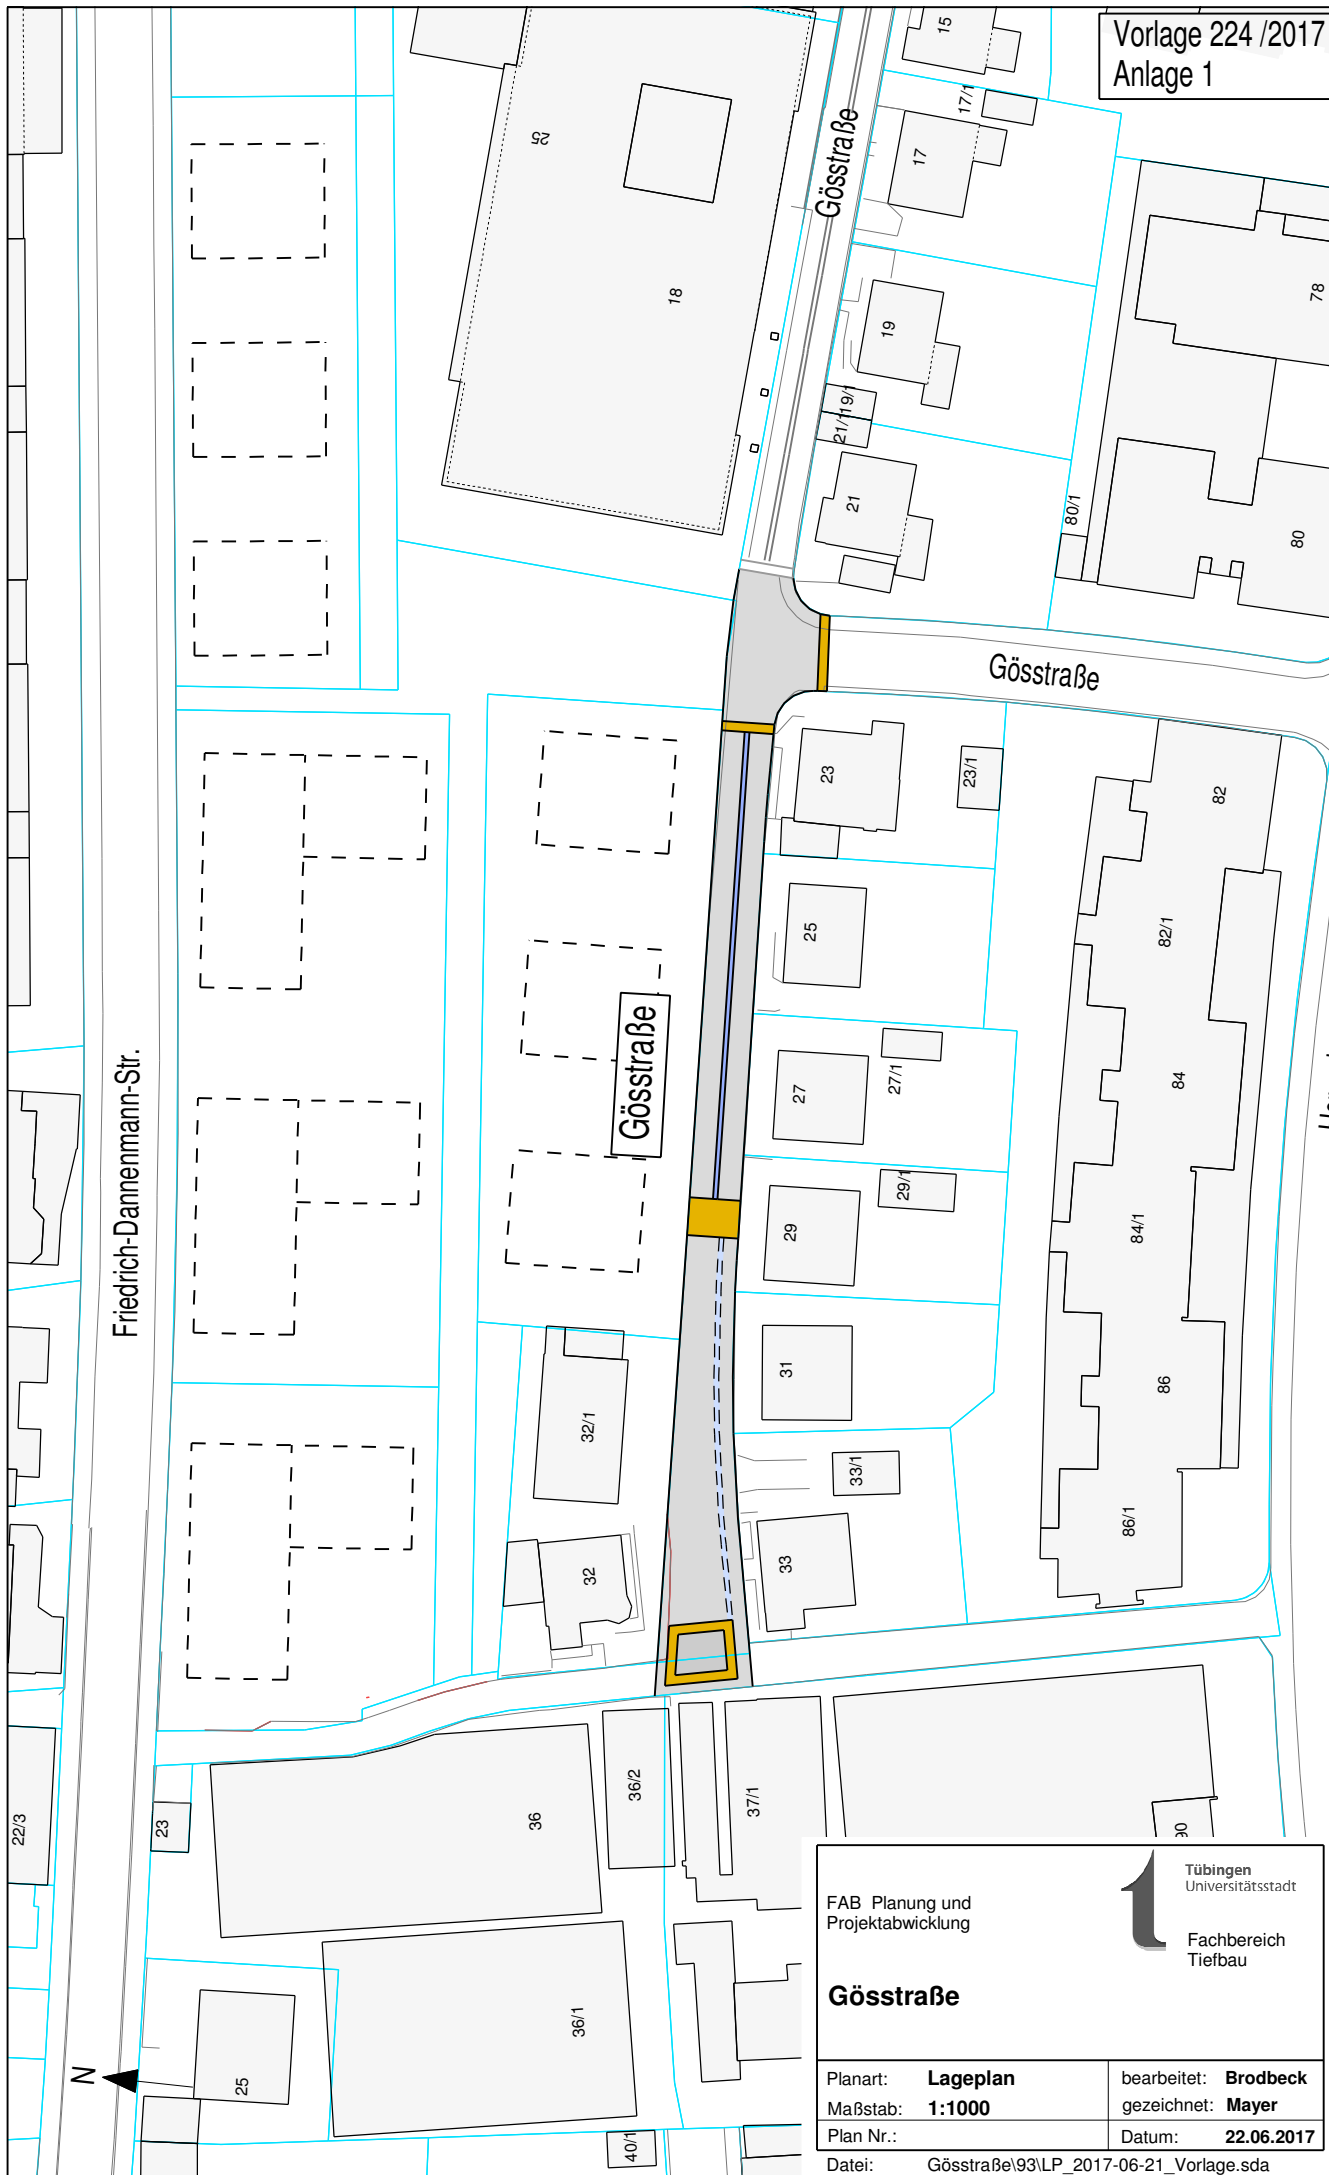 Vorlage 224 /2017
Anlage 1
15
17/1
17
25
Gösstraße
18
19
78
19/1
21/1
21
80/1
80
Gösstraße
23
23/1
82
25
82/1
Gösstraße
Friedrich-Dannenmann-Str.
27
27/1
84
29
29/1
84/1
31
86
32/1
33/1
86/1
32
33
22/3
23
36
36/2
37/1
90
36/1
25
N
40/1
FAB Planung und
Projektabwicklung
Tübingen
Universitätsstadt
Fachbereich
Tiefbau
Gösstraße
Planart: Lageplan
bearbeitet: Brodbeck
Maßstab: 1:1000
gezeichnet: Mayer
Plan Nr.:
Datum: 22.06.2017
Datei: Gösstraße\93\LP_2017-06-21_Vorlage.sda